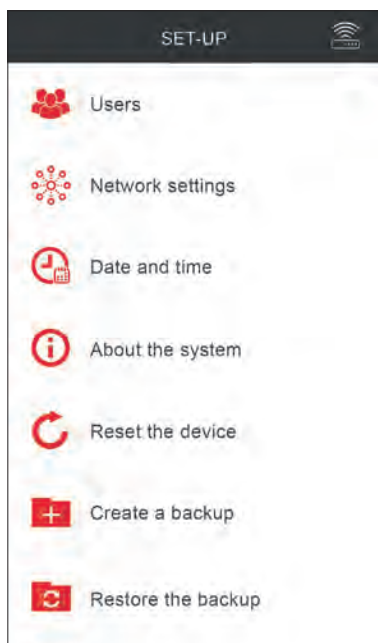 SET-UP
Users
Network settings
Date and time
About the system
Reset the device
Create a backup
Restore the backup